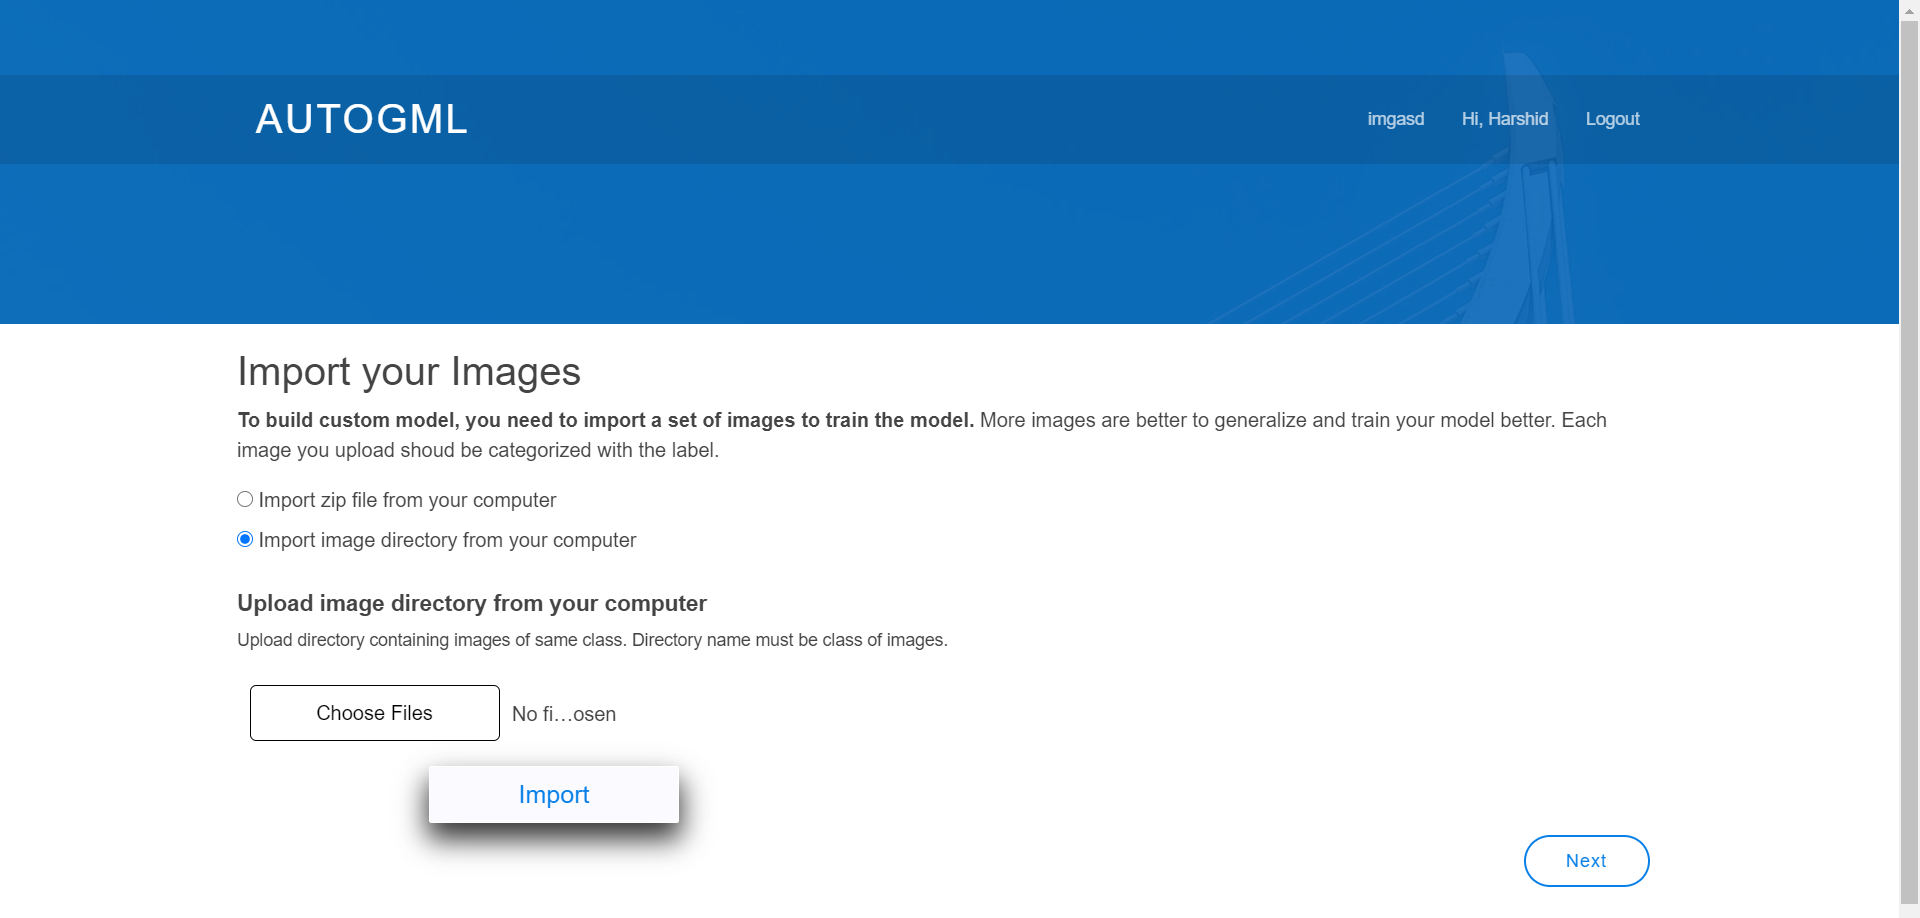 AUTOGML
imgasd Hi, Harshid Logout
Import your Images
To build custom model, you need to import a set of images to train the model. More images are better to generalize and train your model better. Each
image you upload shoud be categorized with the label.
Import zip file from your computer
Import image directory from your computer
Upload image directory from your computer
Upload directory containing images of same class. Directory name must be class of images.
Choose Files No fi…osen
Import
Next